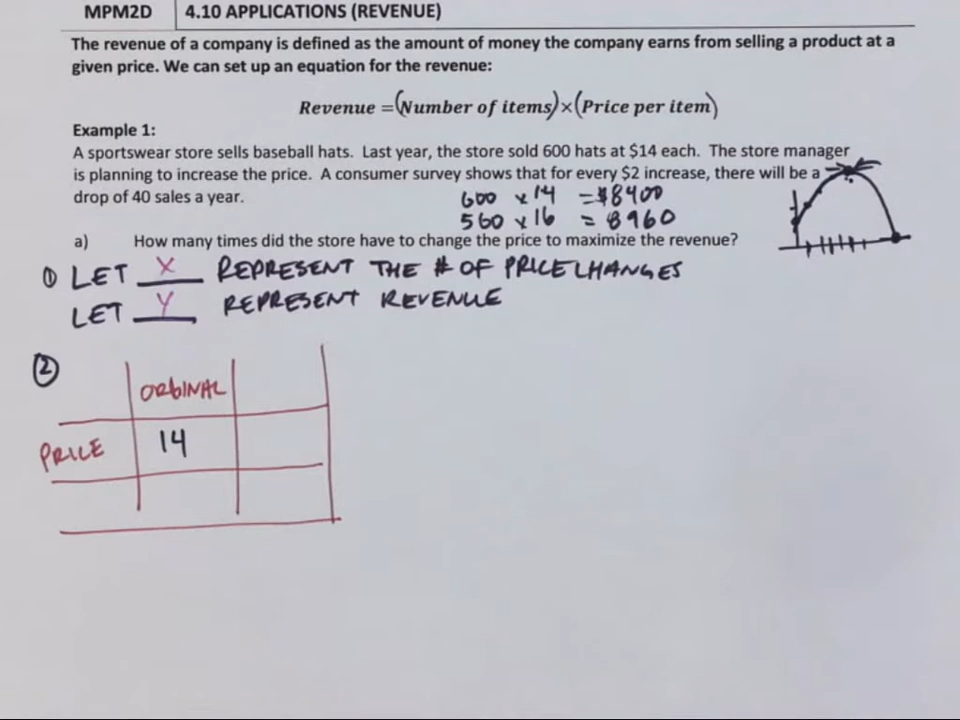 MPM2D 4.10 APPLICATIONS (REVENUE)
The revenue of a company is defined as the amount of money the company earns from selling a product at a
given price. We can set up an equation for the revenue:
Revenue = (Number of items) × (Price per item)
Example 1:
A sportswear store sells baseball hats. Last year, the store sold 600 hats at $14 each. The store manager
is planning to increase the price. A consumer survey shows that for every $2 increase, there will be a
drop of 40 sales a year.
600 x 14 = $8400
560 x 16 = 8960
a) How many times did the store have to change the price to maximize the revenue?
① LET X REPRESENT THE # OF PRICE CHANGES
LET Y REPRESENT REVENUE
②
ORGINAL
PRICE 14